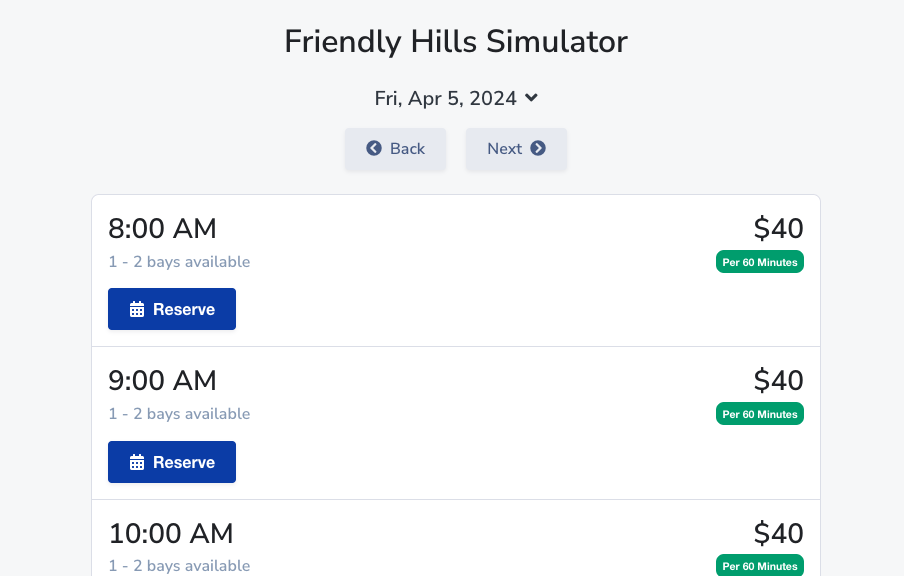 Friendly Hills Simulator
Fri, Apr 5, 2024
Back Next
8:00 AM $40
1 - 2 bays available Per 60 Minutes
Reserve
9:00 AM $40
1 - 2 bays available Per 60 Minutes
Reserve
10:00 AM $40
1 - 2 bays available Per 60 Minutes